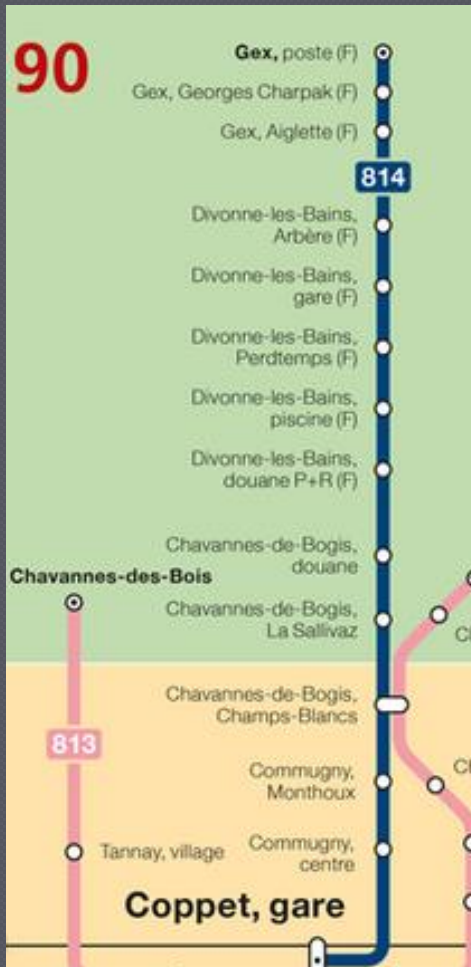 90
Gex, poste (F)
Gex, Georges Charpak (F)
Gex, Aiglette (F)
814
Divonne-les-Bains,
Arbère (F)
Divonne-les-Bains,
gare (F)
Divonne-les-Bains,
Perdtemps (F)
Divonne-les-Bains,
piscine (F)
Divonne-les-Bains,
douane P+R (F)
Chavannes-de-Bogis,
douane
Chavannes-des-Bois
Chavannes-de-Bogis,
La Sallivaz
Chavannes-de-Bogis,
Champs-Blancs
813
Commugny,
Monthoux
Tannay, village
Commugny,
centre
Coppet, gare